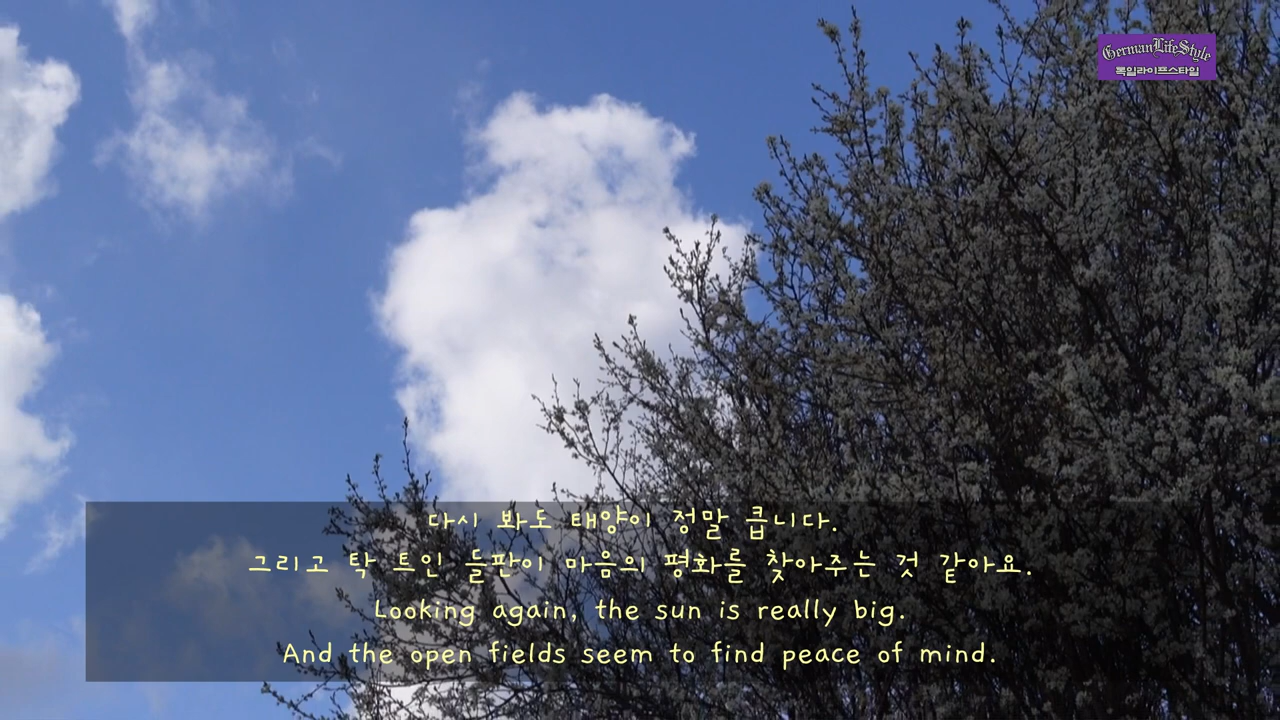 GermanLifeStyle
독일라이프스타일
다시 봐도 태양이 정말 큽니다.
그리고 탁 트인 들판이 마음의 평화를 찾아주는 것 같아요.
Looking again, the sun is really big.
And the open fields seem to find peace of mind.